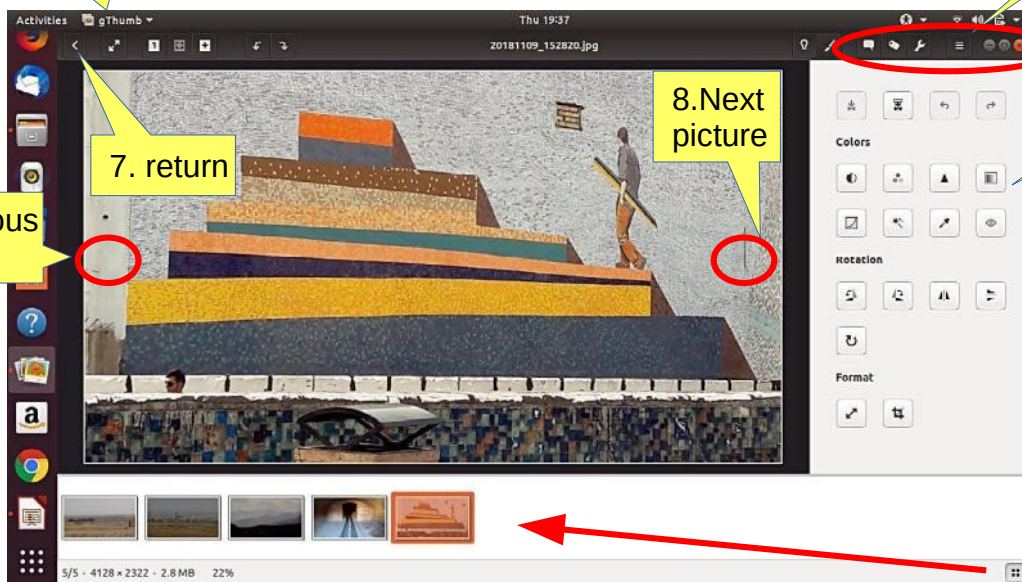 Activities gThumb Thu 19:37
20181109_152820.jpg
8.Next
picture
7. return
Colors
Rotation
Format
5/5 - 4128 × 2322 - 2.8 MB 22%